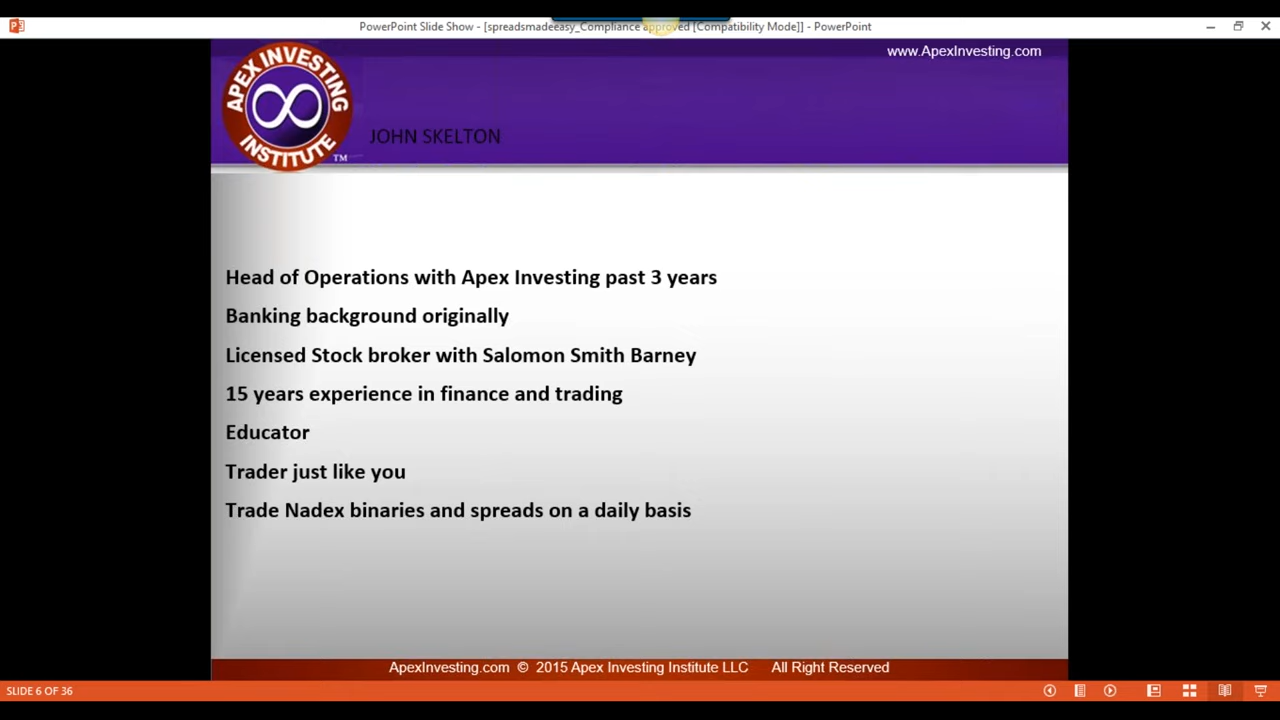 PowerPoint Slide Show - [spreadsmadeeasy_Compliance approved [Compatibility Mode]] - PowerPoint
www.ApexInvesting.com
APEX INVESTING
INSTITUTE
TM
JOHN SKELTON
Head of Operations with Apex Investing past 3 years
Banking background originally
Licensed Stock broker with Salomon Smith Barney
15 years experience in finance and trading
Educator
Trader just like you
Trade Nadex binaries and spreads on a daily basis
ApexInvesting.com © 2015 Apex Investing Institute LLC All Right Reserved
SLIDE 6 OF 36